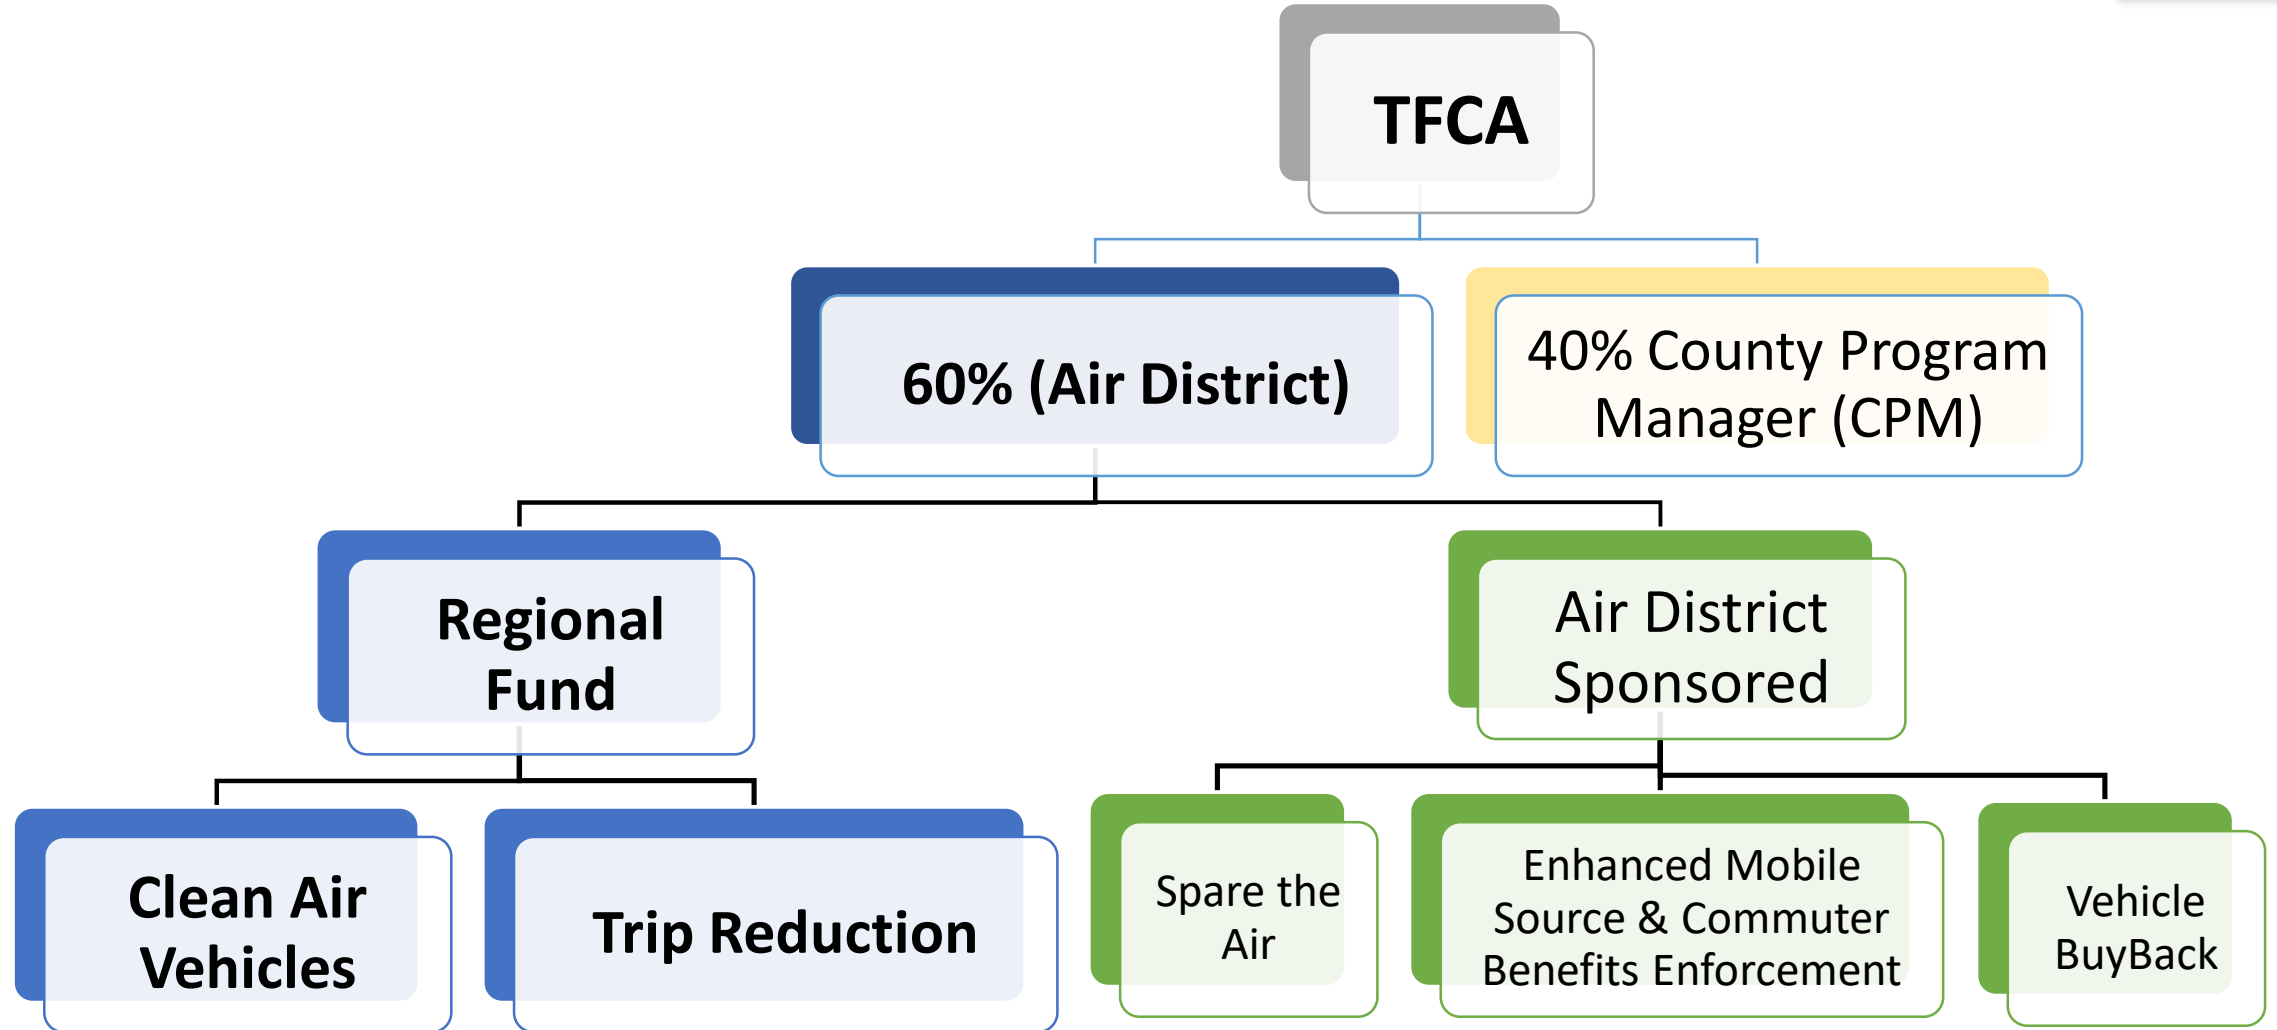 TFCA
60% (Air District)
40% County Program
Manager (CPM)
Regional
Fund
Air District
Sponsored
Clean Air
Vehicles
Trip Reduction
Spare the
Air
Enhanced Mobile
Source & Commuter
Benefits Enforcement
Vehicle
BuyBack